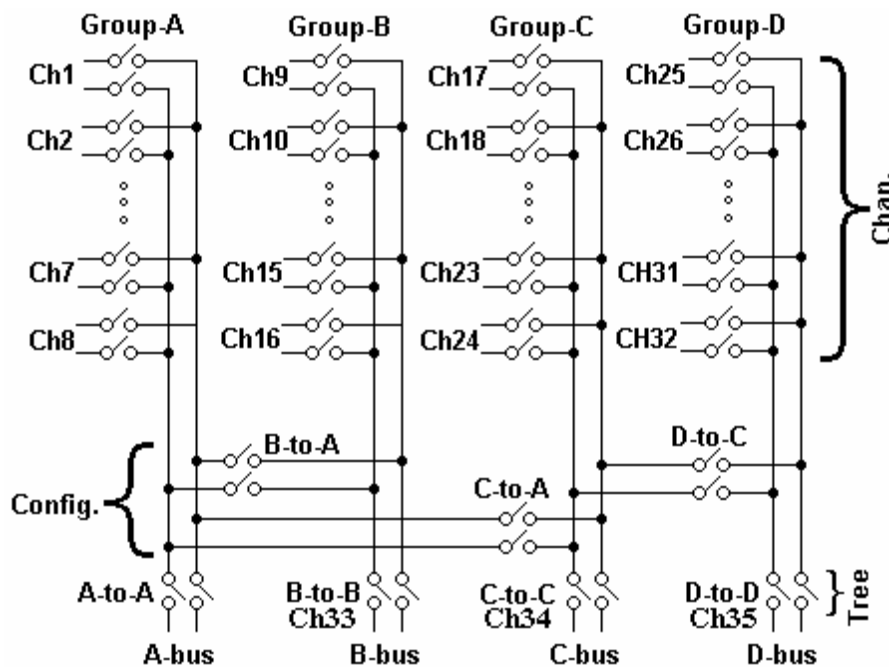 Group-A Group-B Group-C Group-D
Ch1 Ch9 Ch17 Ch25
Ch2 Ch10 Ch18 Ch26
Chan.
Ch7 Ch15 Ch23 CH31
Ch8 Ch16 Ch24 CH32
B-to-A D-to-C
Config. C-to-A
A-to-A B-to-B C-to-C D-to-D
Ch33 Ch34 Ch35
Tree
A-bus B-bus C-bus D-bus